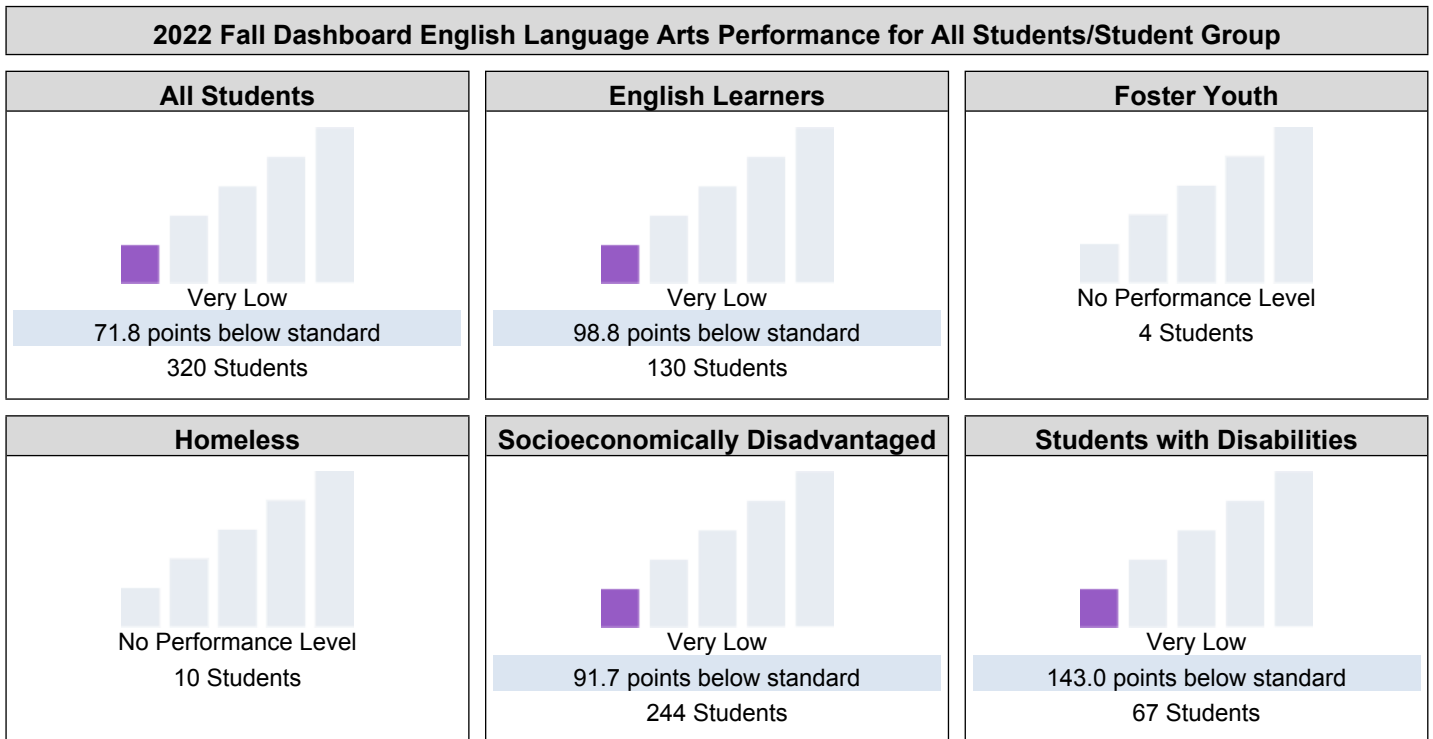 2022 Fall Dashboard English Language Arts Performance for All Students/Student Group
All Students
Very Low
71.8 points below standard
320 Students
English Learners
Very Low
98.8 points below standard
130 Students
Foster Youth
No Performance Level
4 Students
Homeless
No Performance Level
10 Students
Socioeconomically Disadvantaged
Very Low
91.7 points below standard
244 Students
Students with Disabilities
Very Low
143.0 points below standard
67 Students